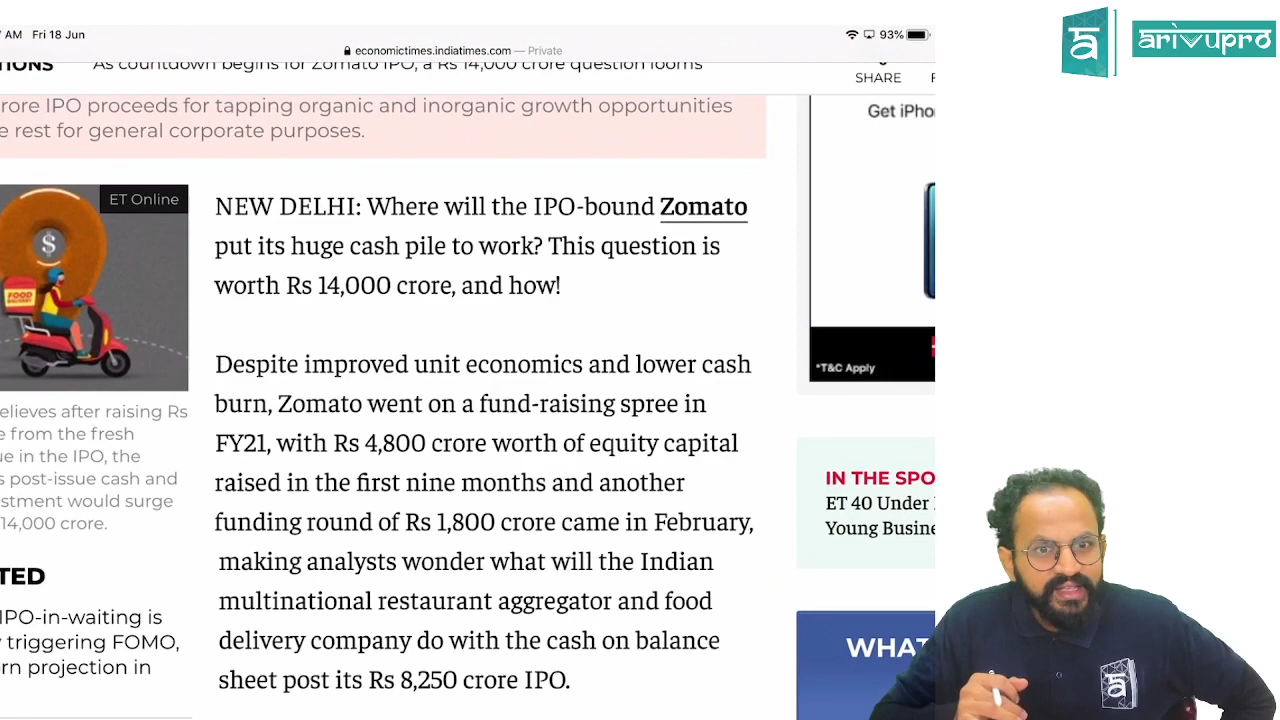 AM Fri 18 Jun
economictimes.indiatimes.com — Private
93%
As countdown begins for Zomato IPO, a Rs 14,000 crore question looms
SHARE
crore IPO proceeds for tapping organic and inorganic growth opportunities
e rest for general corporate purposes.
Get iPho
ET Online
NEW DELHI: Where will the IPO-bound Zomato
put its huge cash pile to work? This question is
worth Rs 14,000 crore, and how!
FOOD
DELIVERY
$
*T&C Apply
Despite improved unit economics and lower cash
burn, Zomato went on a fund-raising spree in
FY21, with Rs 4,800 crore worth of equity capital
raised in the first nine months and another
funding round of Rs 1,800 crore came in February,
making analysts wonder what will the Indian
multinational restaurant aggregator and food
delivery company do with the cash on balance
sheet post its Rs 8,250 crore IPO.
elieves after raising Rs
e from the fresh
ue in the IPO, the
s post-issue cash and
stment would surge
14,000 crore.
TED
IPO-in-waiting is
y triggering FOMO,
rn projection in
IN THE SPO
ET 40 Under
Young Busine
WHAT
arivupro